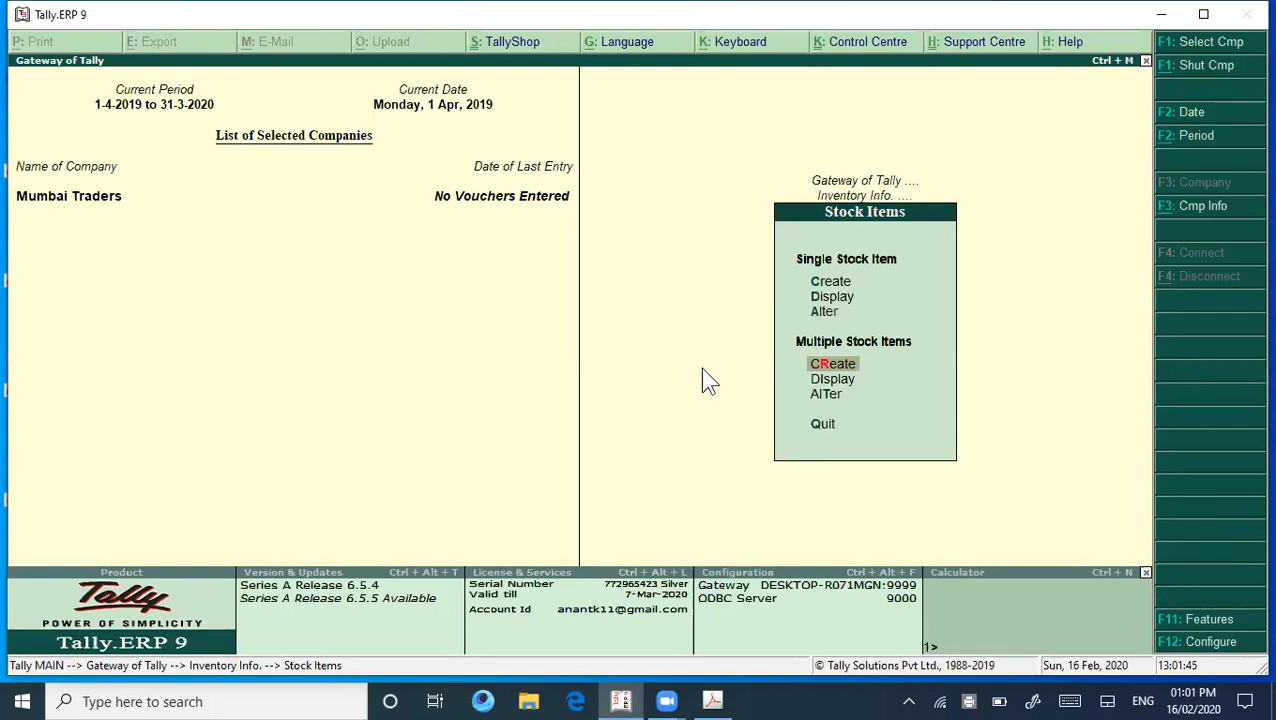 Tally.ERP 9
P: Print
E: Export
M: E-Mail
O: Upload
S: TallyShop
G: Language
K: Keyboard
K: Control Centre
H: Support Centre
H: Help
F1: Select Cmp
F1: Shut Cmp
F2: Date
F2: Period
F3: Company
F3: Cmp Info
F4: Connect
F4: Disconnect
F11: Features
F12: Configure
Gateway of Tally
Ctrl + M
Current Period
1-4-2019 to 31-3-2020
Current Date
Monday, 1 Apr, 2019
List of Selected Companies
Name of Company
Date of Last Entry
Mumbai Traders
No Vouchers Entered
Gateway of Tally ....
Inventory Info. ....
Stock Items
Single Stock Item
Create
Display
Alter
Multiple Stock Items
CReate
DIsplay
AlTer
Quit
Product
Tally
POWER OF SIMPLICITY
Tally.ERP 9
Version & Updates Ctrl + Alt + T
Series A Release 6.5.4
Series A Release 6.5.5 Available
License & Services Ctrl + Alt + L
Serial Number 772965423 Silver
Valid till 7-Mar-2020
Account Id anantk11@gmail.com
Configuration Ctrl + Alt + F
Gateway DESKTOP-R071MGN:9999
ODBC Server 9000
Calculator Ctrl + N
1>
Tally MAIN --> Gateway of Tally --> Inventory Info. --> Stock Items
© Tally Solutions Pvt Ltd., 1988-2019
Sun, 16 Feb, 2020
13:01:45
Type here to search
ENG
01:01 PM
16/02/2020